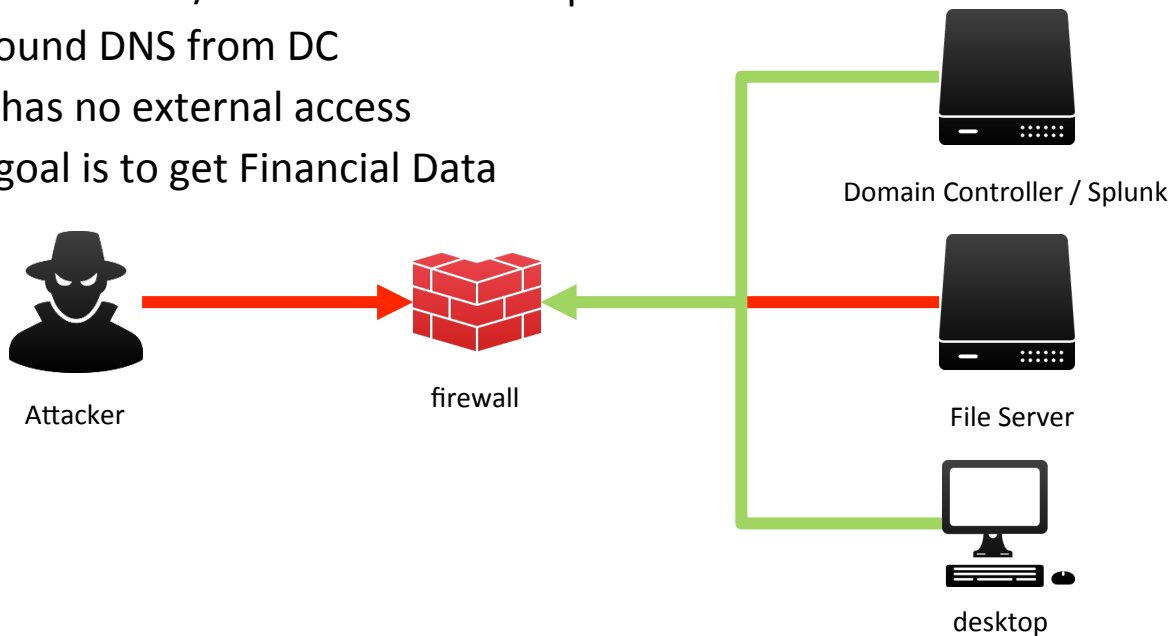 ound DNS from DC
has no external access
goal is to get Financial Data
Domain Controller / Splunk
Attacker
firewall
File Server
desktop